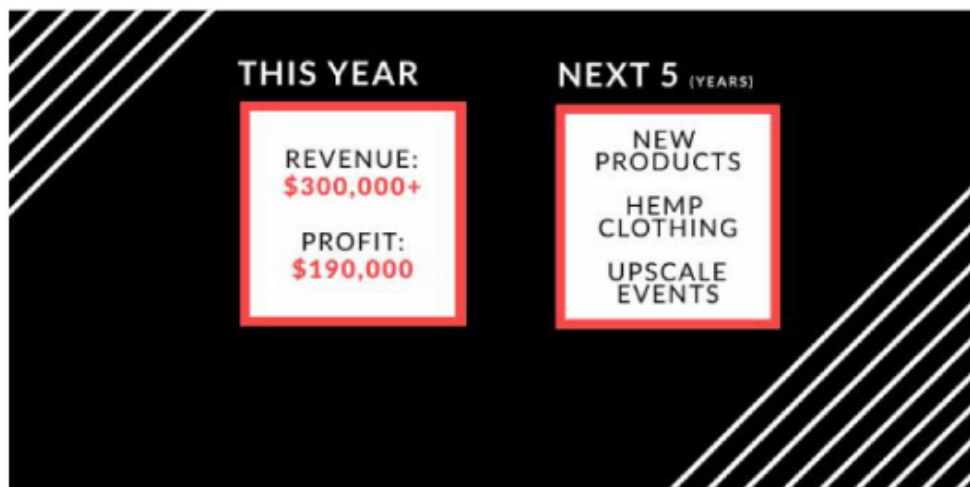 THIS YEAR
REVENUE:
$300,000+
PROFIT:
$190,000
NEXT 5 (YEARS)
NEW
PRODUCTS
HEMP
CLOTHING
UPSCALE
EVENTS